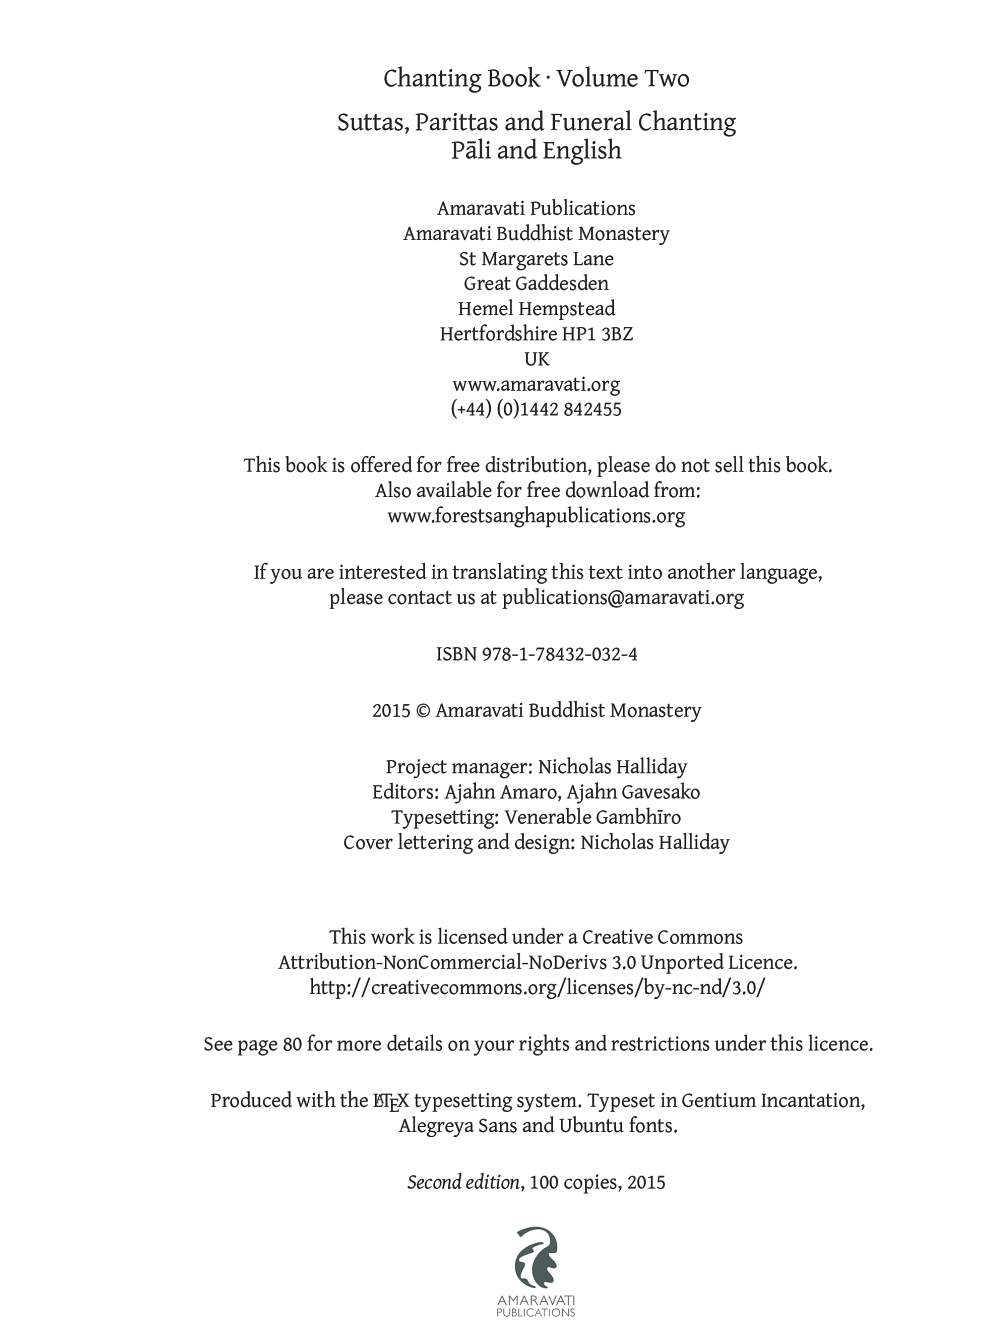 Chanting Book · Volume Two
Suttas, Parittas and Funeral Chanting
Pāli and English
Amaravati Publications
Amaravati Buddhist Monastery
St Margarets Lane
Great Gaddesden
Hemel Hempstead
Hertfordshire HP1 3BZ
UK
www.amaravati.org
(+44) (0)1442 842455
This book is offered for free distribution, please do not sell this book.
Also available for free download from:
www.forestsanghapublications.org
If you are interested in translating this text into another language,
please contact us at publications@amaravati.org
ISBN 978-1-78432-032-4
2015 © Amaravati Buddhist Monastery
Project manager: Nicholas Halliday
Editors: Ajahn Amaro, Ajahn Gavesako
Typesetting: Venerable Gambhīro
Cover lettering and design: Nicholas Halliday
This work is licensed under a Creative Commons
Attribution-NonCommercial-NoDerivs 3.0 Unported Licence.
http://creativecommons.org/licenses/by-nc-nd/3.0/
See page 80 for more details on your rights and restrictions under this licence.
Produced with the LATEX typesetting system. Typeset in Gentium Incantation,
Alegreya Sans and Ubuntu fonts.
Second edition, 100 copies, 2015
AMARAVATI
PUBLICATIONS